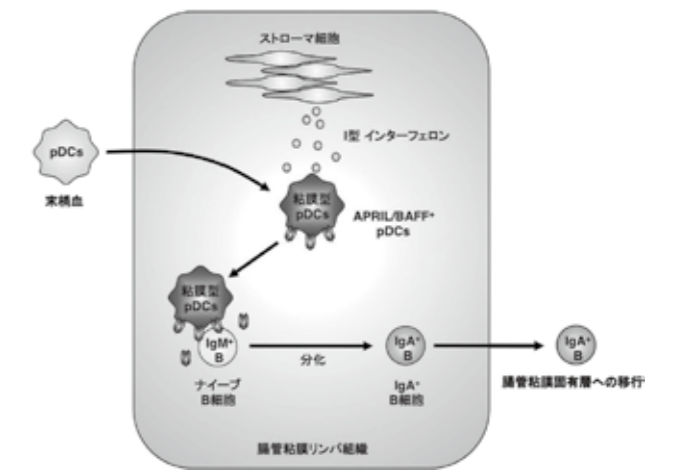 ストローマ細胞
I型 インターフェロン
pDCs
末梢血
粘膜型
pDCs
APRIL/BAFF⁺
pDCs
粘膜型
pDCs
IgM⁺
B
ナイーブ
B細胞
分化
IgA⁺
B
IgA⁺
B細胞
IgA⁺
B
腸管粘膜固有層への移行
腸管粘膜リンパ組織